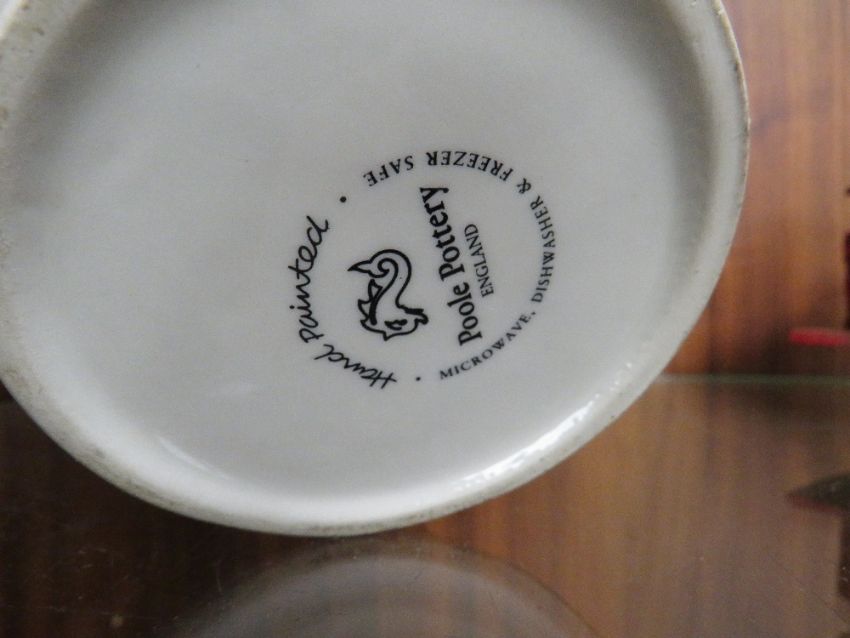 Hand Painted
Poole Pottery
ENGLAND
• MICROWAVE, DISHWASHER & FREEZER SAFE •